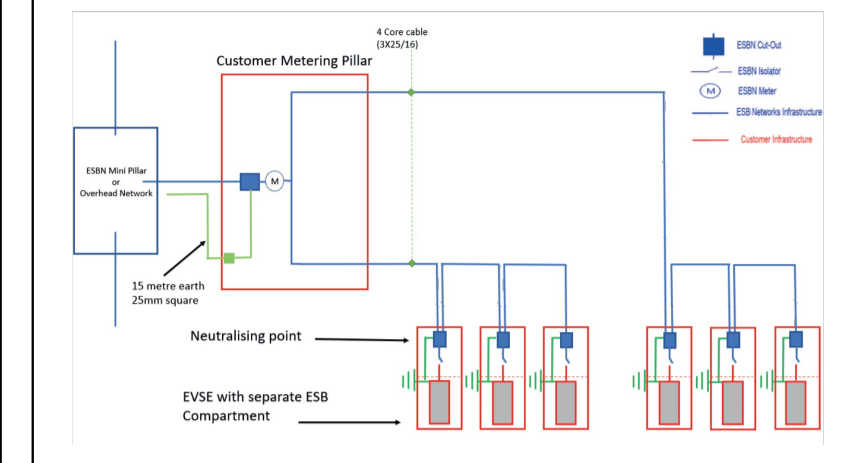 4 Core cable
(3X25/16)
Customer Metering Pillar
ESBN Cut-Out
ESBN Isolator
M
ESBN Meter
ESB Networks Infrastructure
Customer Infrastructure
ESBN Mini Pillar
or
Overhead Network
M
15 metre earth
25mm square
Neutralising point
EVSE with separate ESB
Compartment